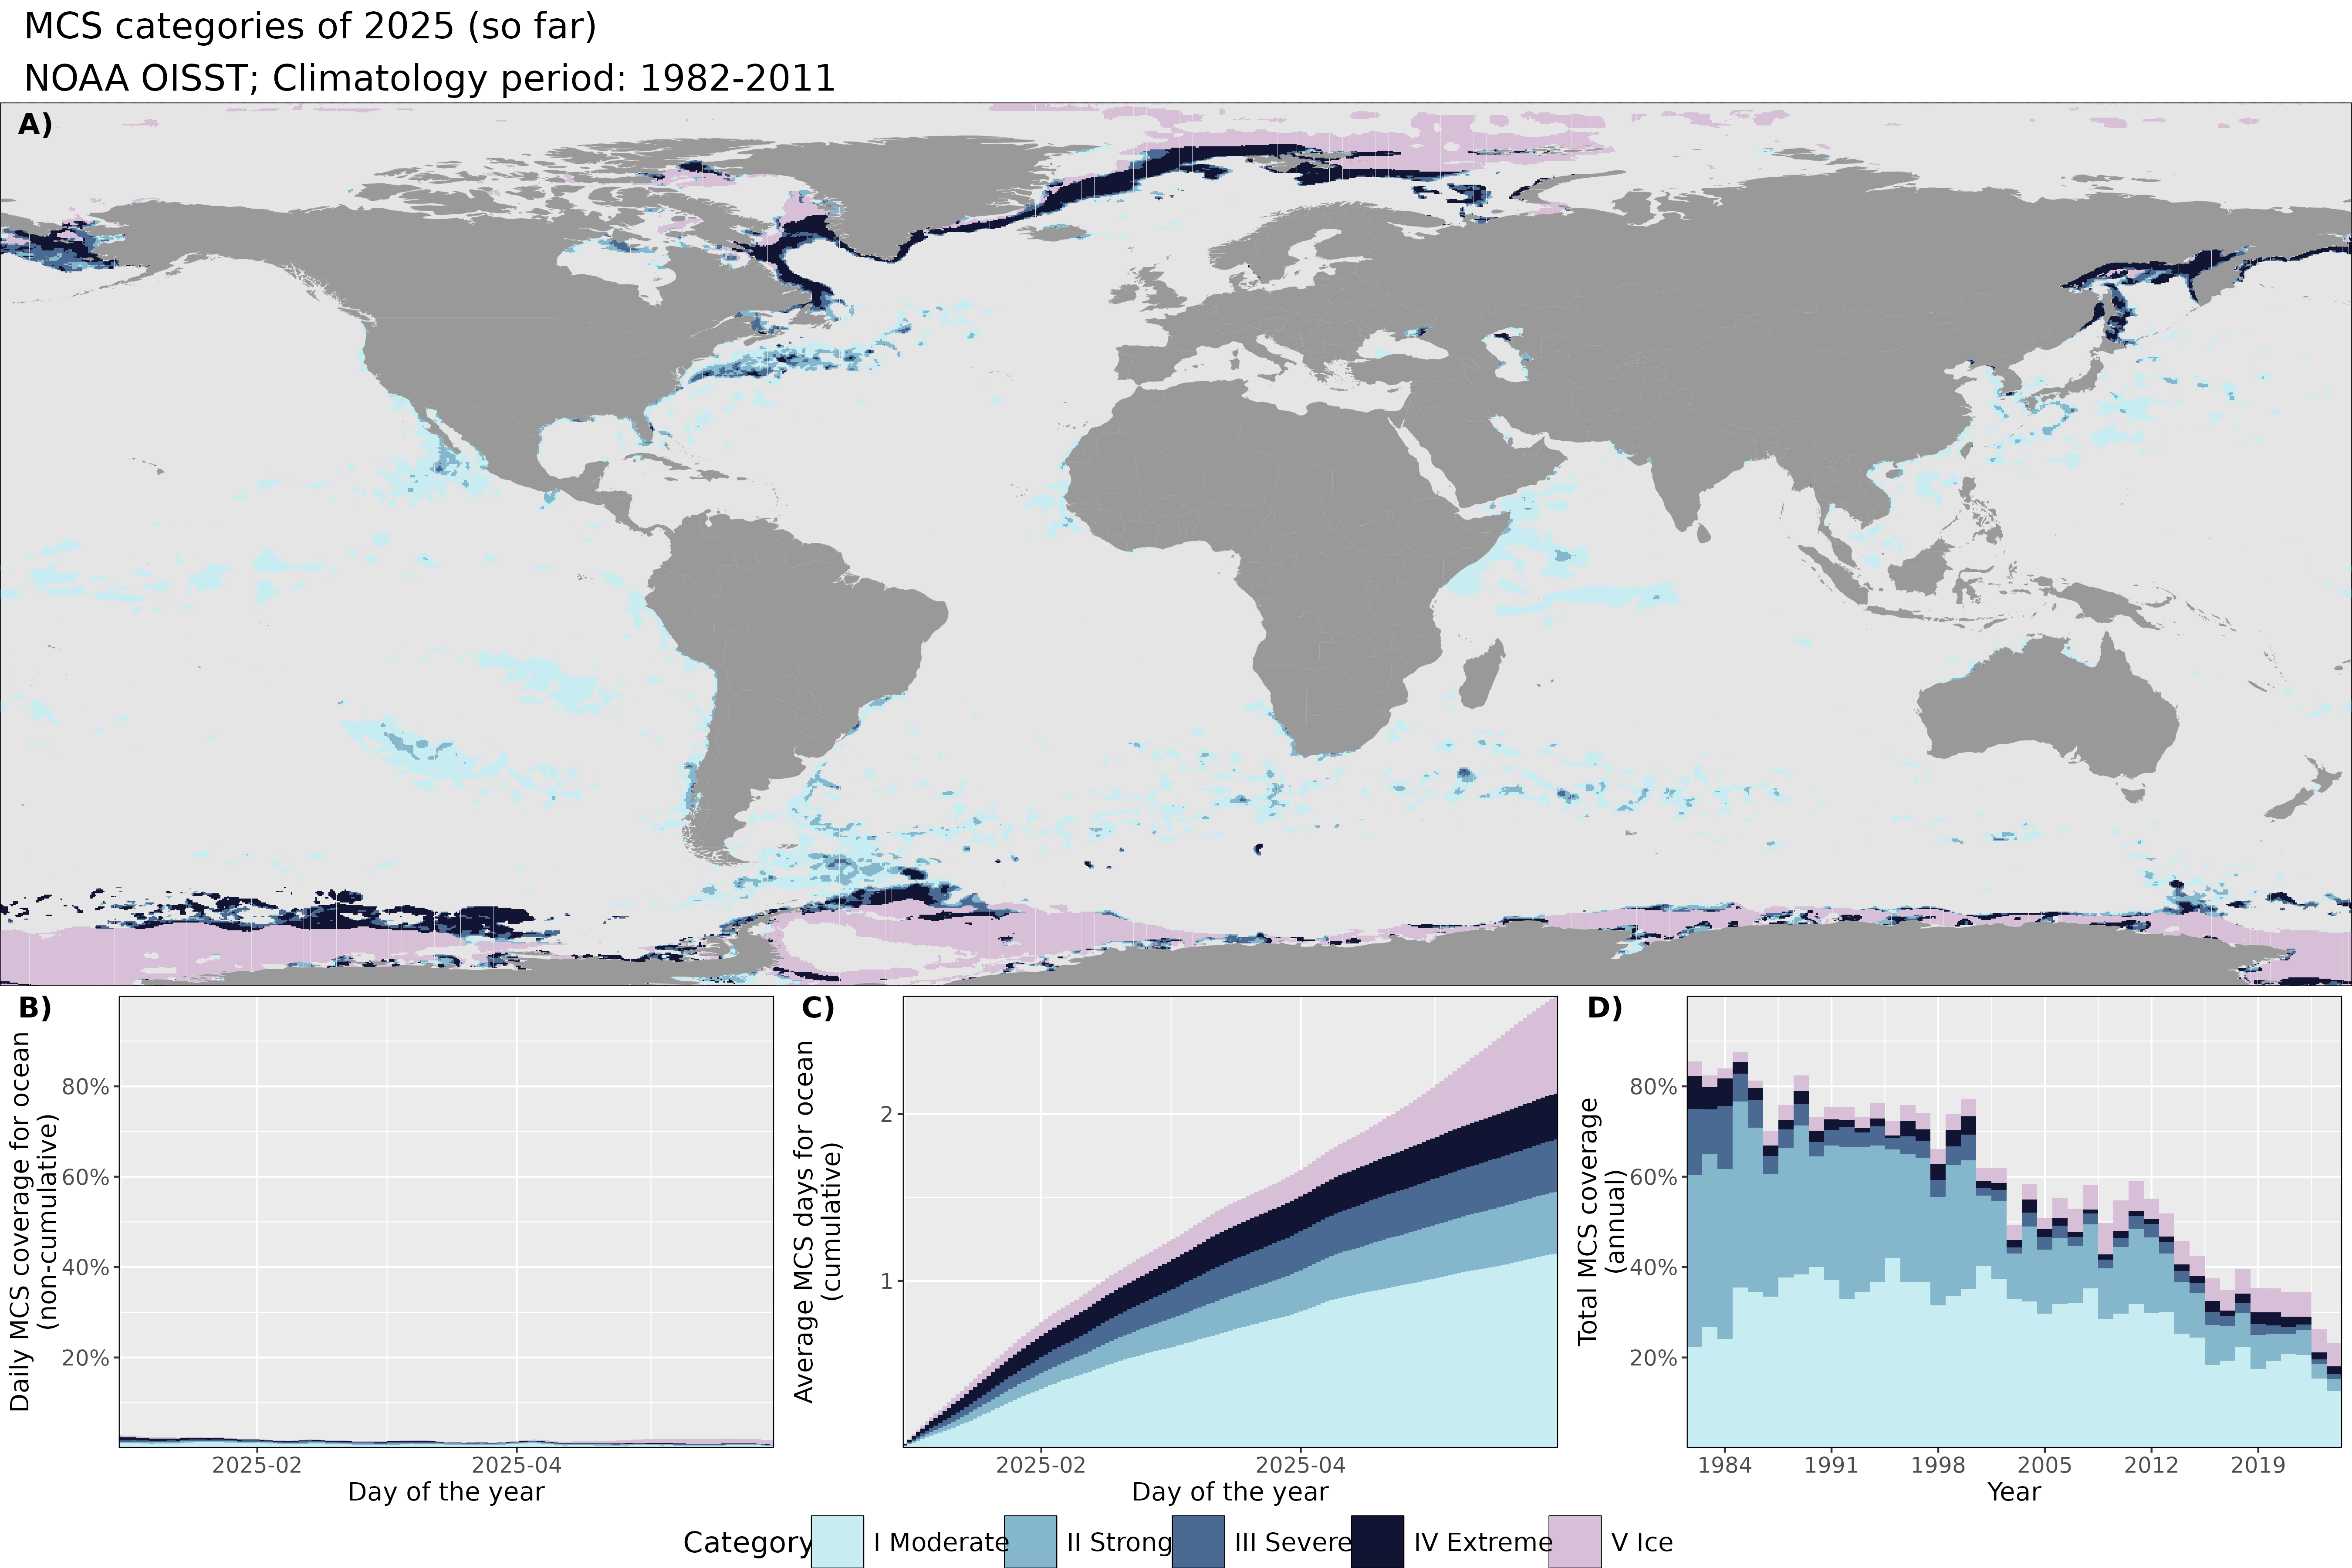 MCS categories of 2025 (so far)
NOAA OISST; Climatology period: 1982-2011
A)
B)
Daily MCS coverage for ocean
(non-cumulative)
80%
60%
40%
20%
2025-02
2025-04
Day of the year
C)
Average MCS days for ocean
(cumulative)
2
1
2025-02
2025-04
Day of the year
D)
Total MCS coverage
(annual)
80%
60%
40%
20%
1984
1991
1998
2005
2012
2019
Year
Category
I Moderate
II Strong
III Severe
IV Extreme
V Ice